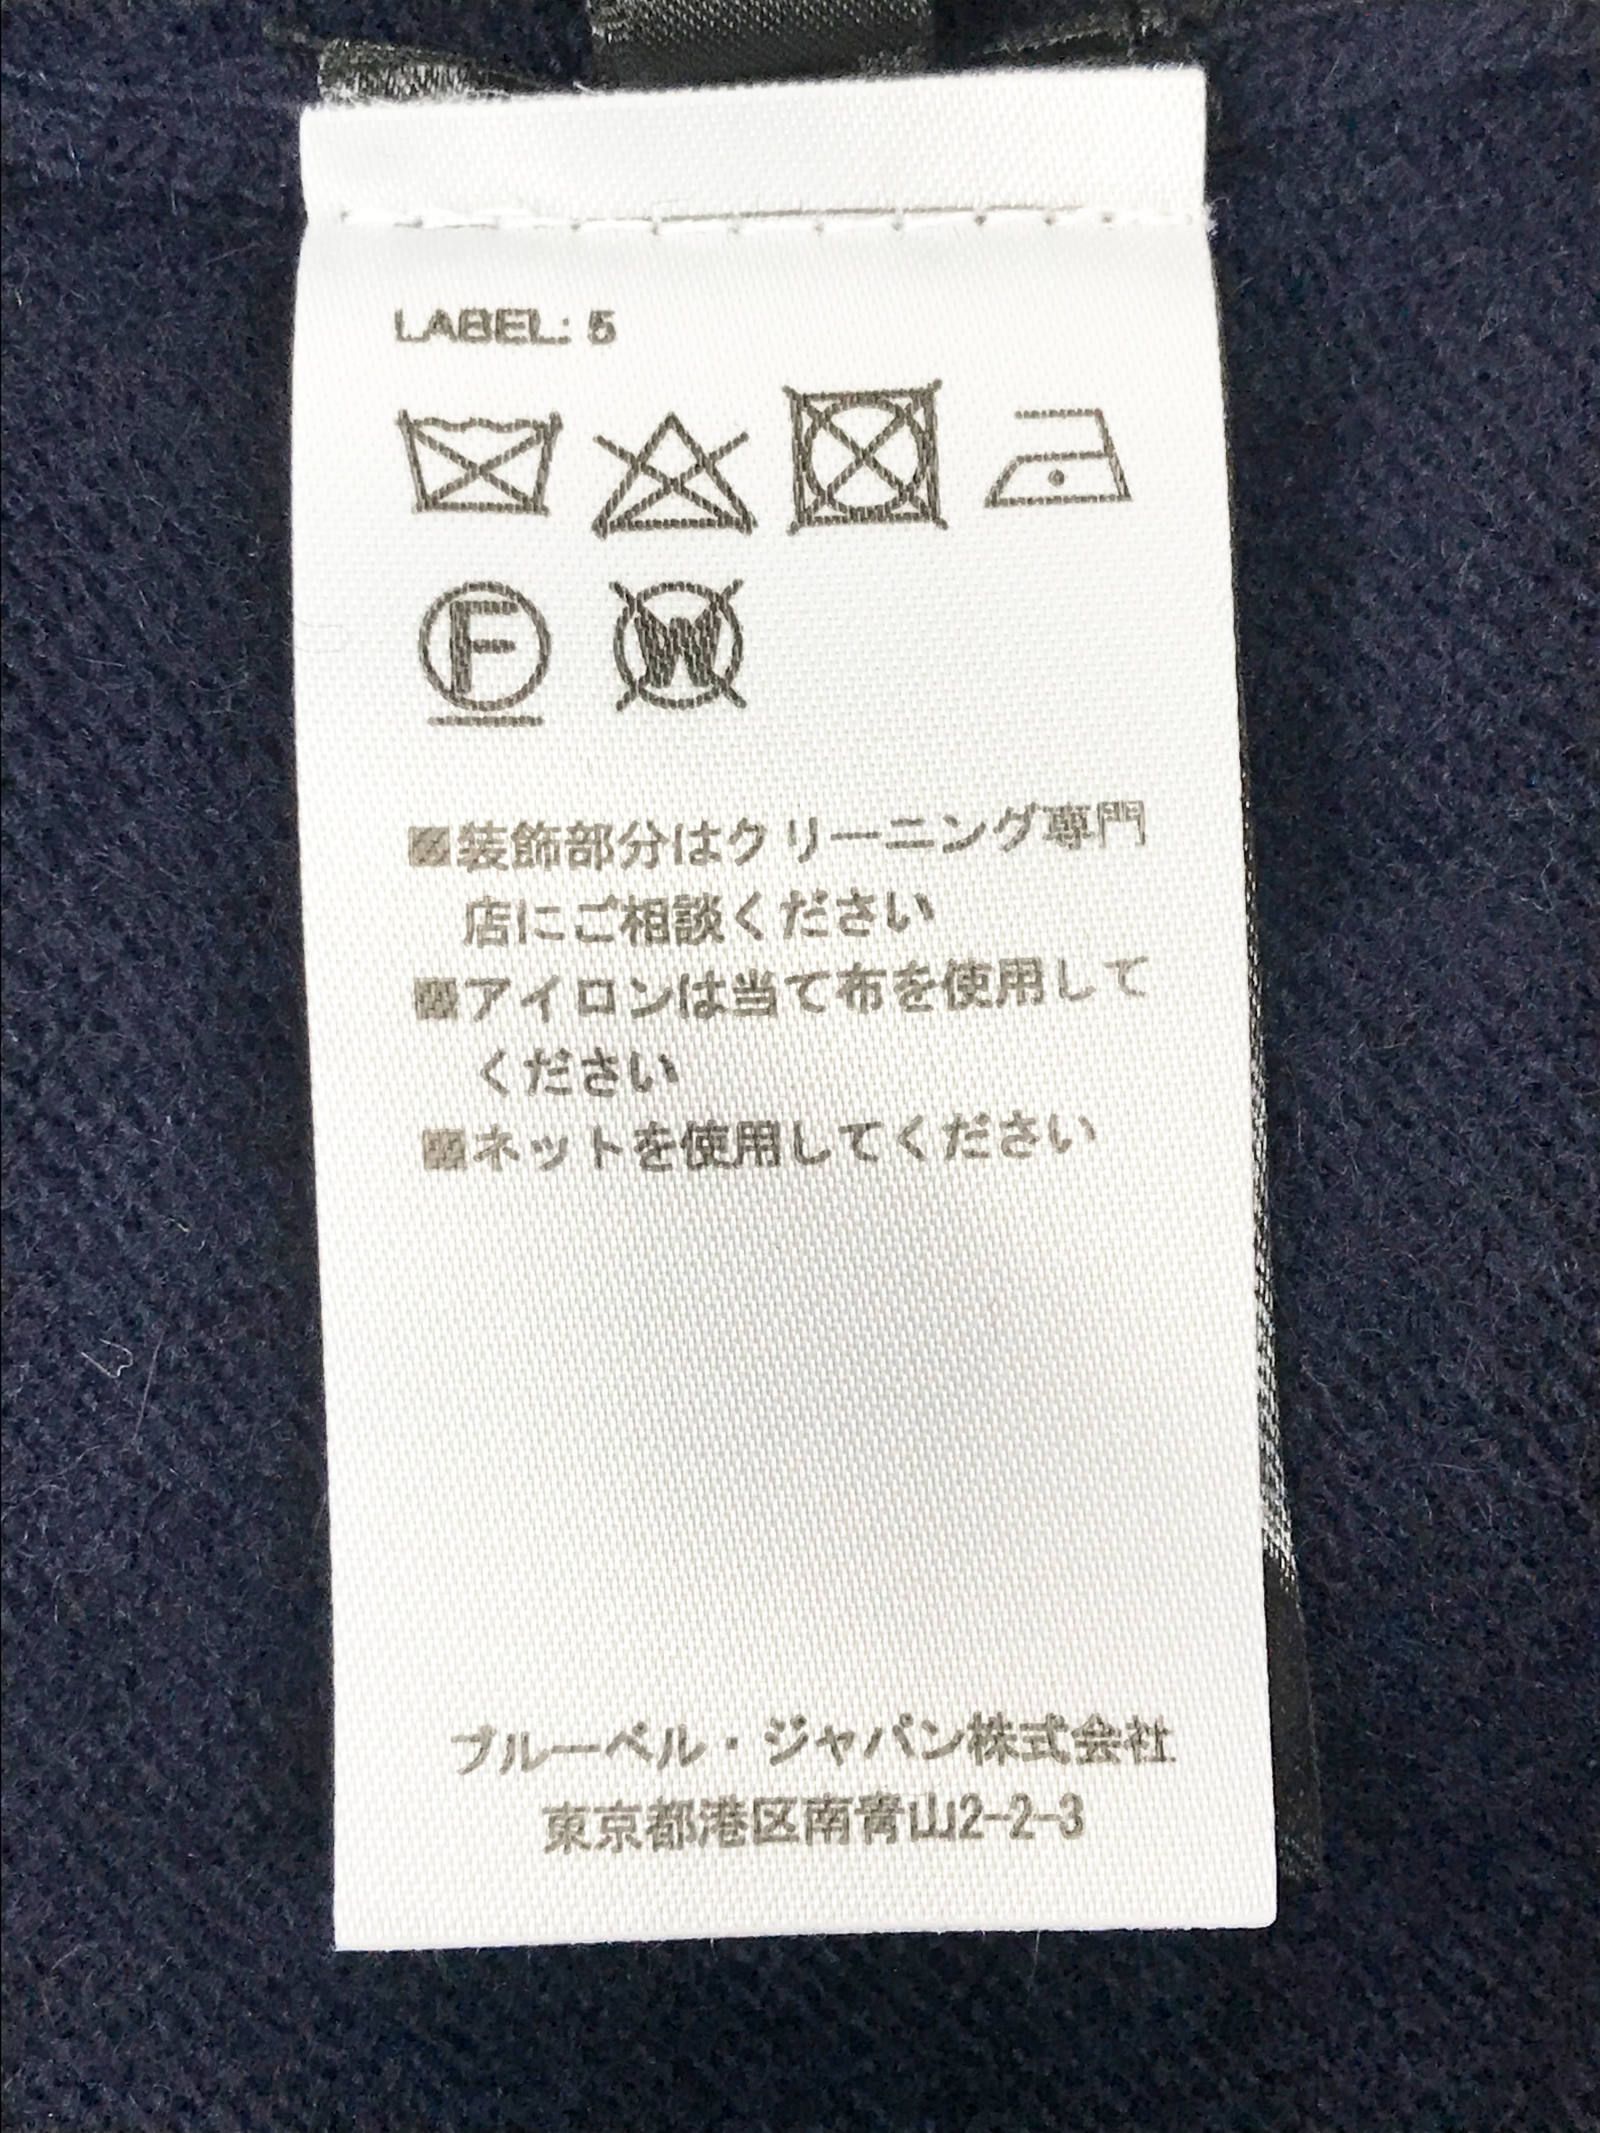 LABEL: 5
F W
■装飾部分はクリーニング専門
店にご相談ください
■アイロンは当て布を使用して
ください
■ネットを使用してください
ブルーベル・ジャパン株式会社
東京都港区南青山2-2-3